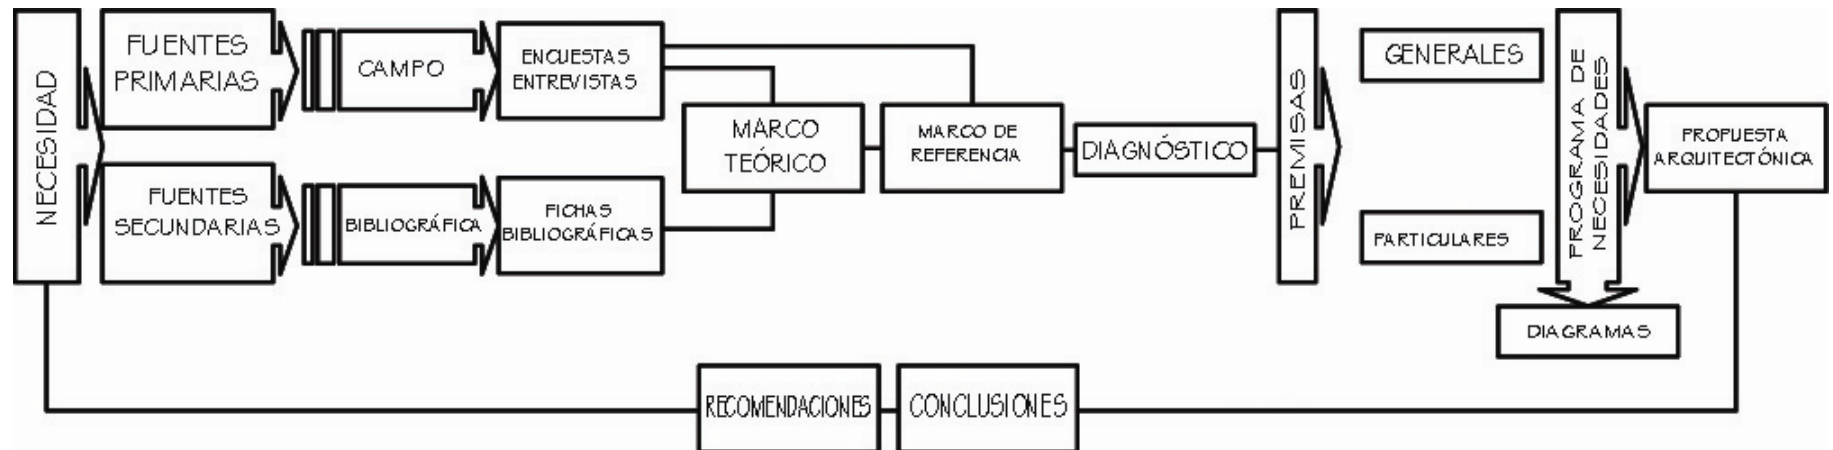 NECESIDAD
FUENTES
PRIMARIAS
CAMPO
ENCUESTAS
ENTREVISTAS
FUENTES
SECUNDARIAS
BIBLIOGRÁFICA
FICHAS
BIBLIOGRÁFICAS
MARCO
TEÓRICO
MARCO DE
REFERENCIA
DIAGNÓSTICO
PREMISAS
GENERALES
PARTICULARES
PROGRAMA DE
NECESIDADES
PROPUESTA
ARQUITECTÓNICA
DIAGRAMAS
RECOMENDACIONES
CONCLUSIONES